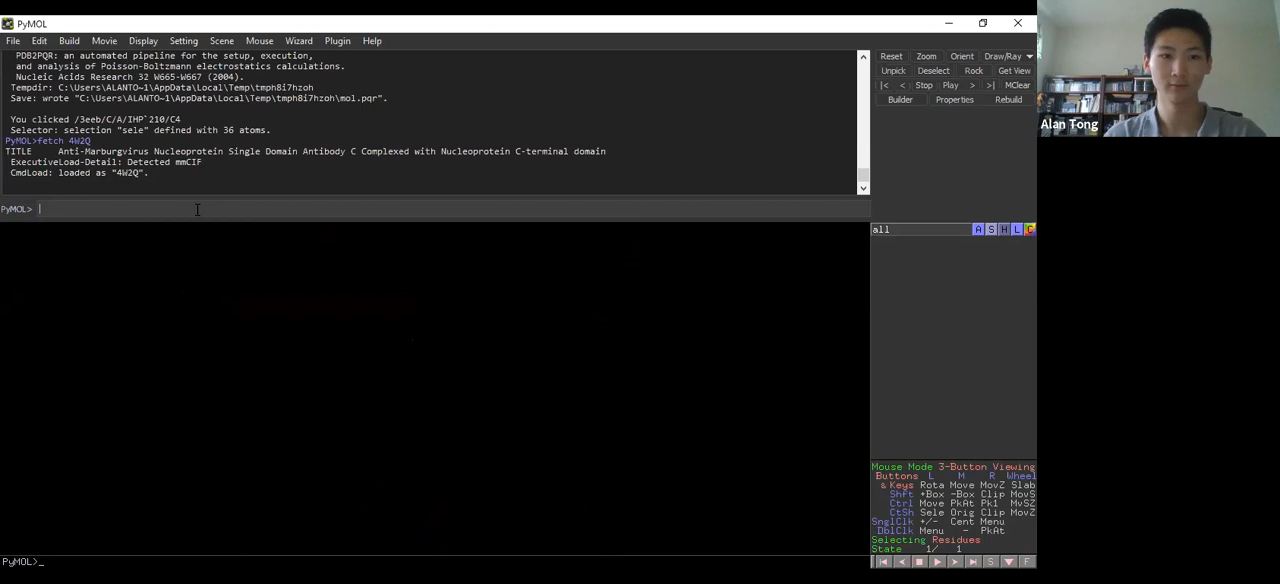 PyMOL
File Edit Build Movie Display Setting Scene Mouse Wizard Plugin Help
PDB2PQR: an automated pipeline for the setup, execution,
and analysis of Poisson-Boltzmann electrostatics calculations.
Nucleic Acids Research 32 W665-W667 (2004).
Tempdir: C:\Users\ALANTO~1\AppData\Local\Temp\tmph8i7hzoh
Save: wrote "C:\Users\ALANTO~1\AppData\Local\Temp\tmph8i7hzoh\mol.pqr".
You clicked /3eeb/C/A/IHP`210/C4
Selector: selection "sele" defined with 36 atoms.
PyMOL>fetch 4W2Q
TITLE Anti-Marburgvirus Nucleoprotein Single Domain Antibody C Complexed with Nucleoprotein C-terminal domain
ExecutiveLoad-Detail: Detected mmCIF
CmdLoad: loaded as "4W2Q".
PyMOL>
Reset Zoom Orient Draw/Ray
Unpick Deselect Rock Get View
|< < Stop Play > >| MClear
Builder Properties Rebuild
Alan Tong
all A S H L C
Mouse Mode 3-Button Viewing
Buttons L M R Wheel
& Keys Rota Move MovZ Slab
Shft +Box -Box Clip MovS
Ctrl Move PkAt Pk1 MvSZ
CtSh Sele Orig Clip MovZ
SnglClk +/- Cent Menu
DblClk Menu - PkAt
Selecting Residues
State 1/ 1
PyMOL>_
S F